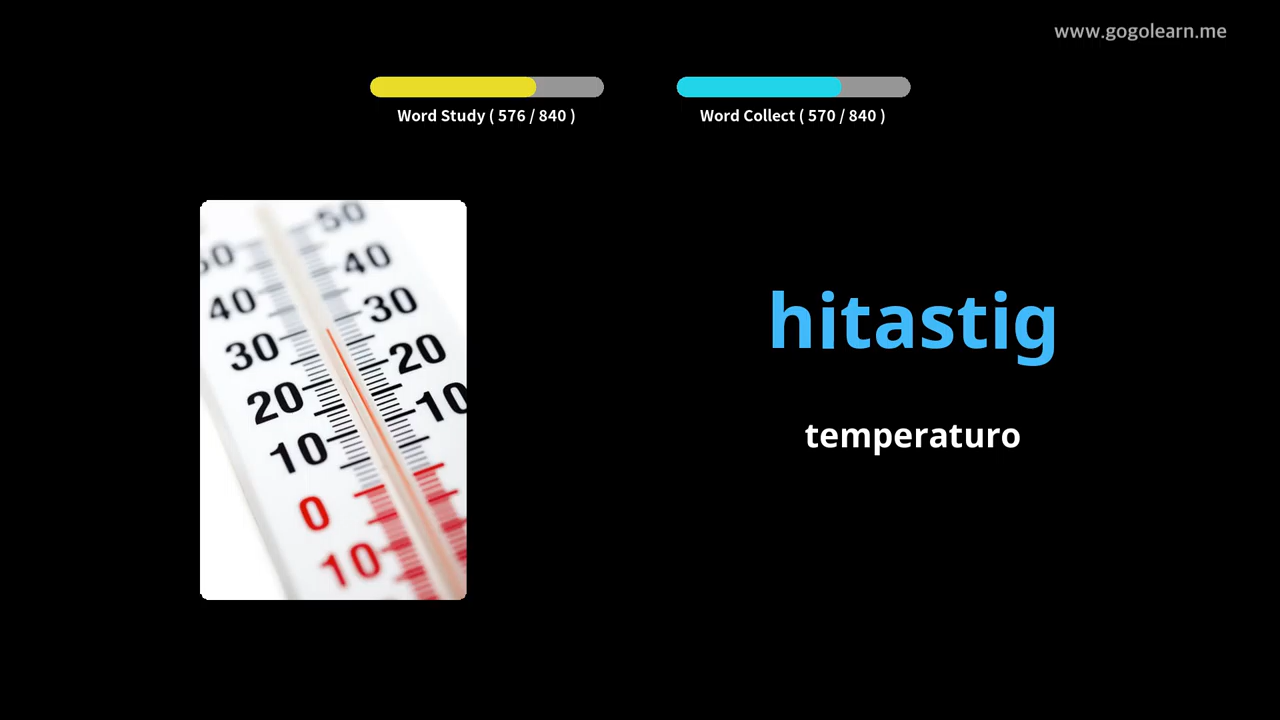 www.gogolearn.me
Word Study ( 576 / 840 )
Word Collect ( 570 / 840 )
50
50
40
40
30
30
20
20
10
10
0
10
hitastig
temperaturo